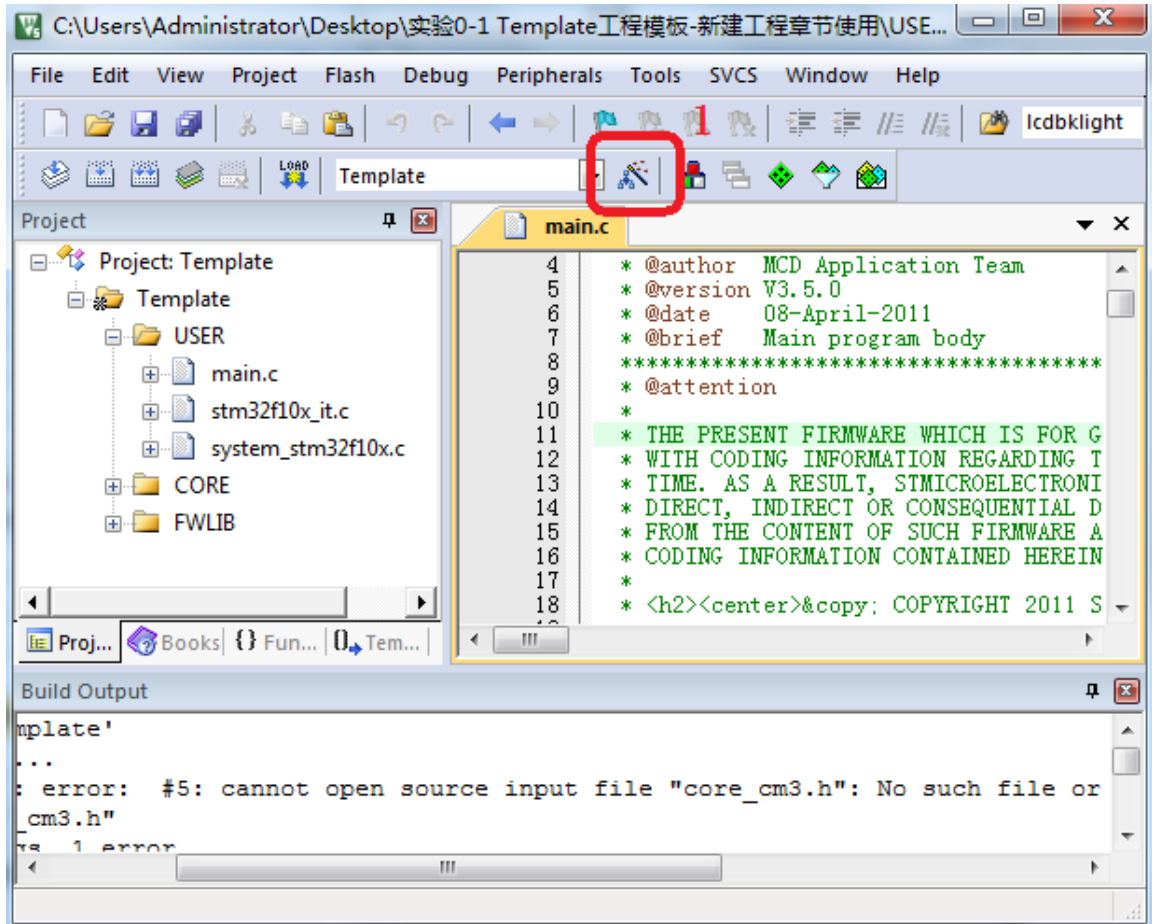 C:\Users\Administrator\Desktop\实验0-1 Template工程模板-新建工程章节使用\USE...
File Edit View Project Flash Debug Peripherals Tools SVCS Window Help
1
lcdbklight
LOAD
Template
Project
main.c
Project: Template
Template
USER
main.c
stm32f10x_it.c
system_stm32f10x.c
CORE
FWLIB
4 * @author MCD Application Team
5 * @version V3.5.0
6 * @date 08-April-2011
7 * @brief Main program body
8 **************************************
9 * @attention
10 *
11 * THE PRESENT FIRMWARE WHICH IS FOR G
12 * WITH CODING INFORMATION REGARDING T
13 * TIME. AS A RESULT, STMICROELECTRONI
14 * DIRECT, INDIRECT OR CONSEQUENTIAL D
15 * FROM THE CONTENT OF SUCH FIRMWARE A
16 * CODING INFORMATION CONTAINED HEREIN
17 *
18 * <h2><center>&copy; COPYRIGHT 2011 S
Proj... Books {} Fun... Tem...
Build Output
mplate'
...
: error: #5: cannot open source input file "core_cm3.h": No such file or
_cm3.h"
gs, 1 error